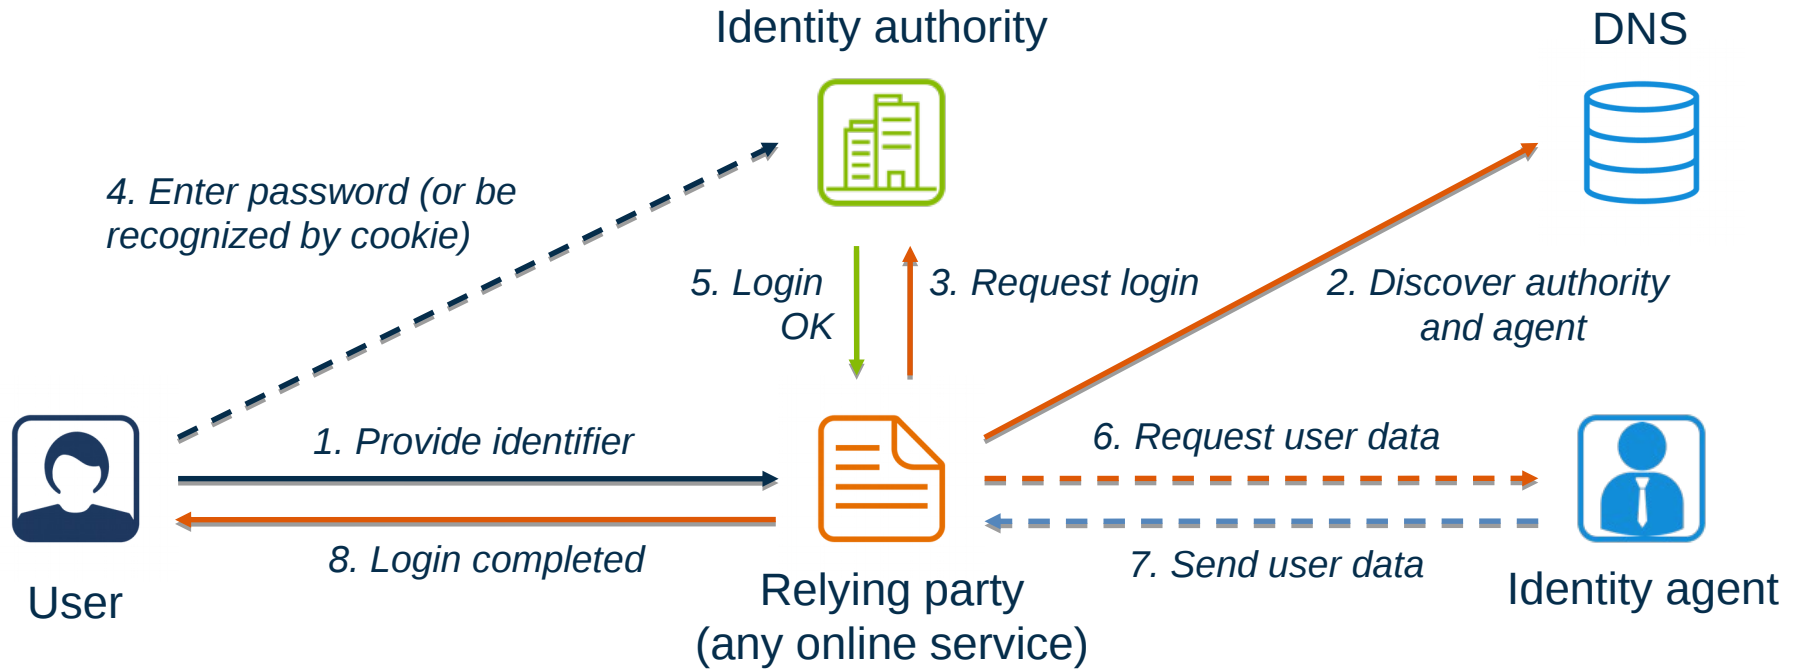 Identity authority
DNS
4. Enter password (or be
recognized by cookie)
5. Login
OK
3. Request login
2. Discover authority
and agent
1. Provide identifier
6. Request user data
8. Login completed
7. Send user data
User
Relying party
(any online service)
Identity agent